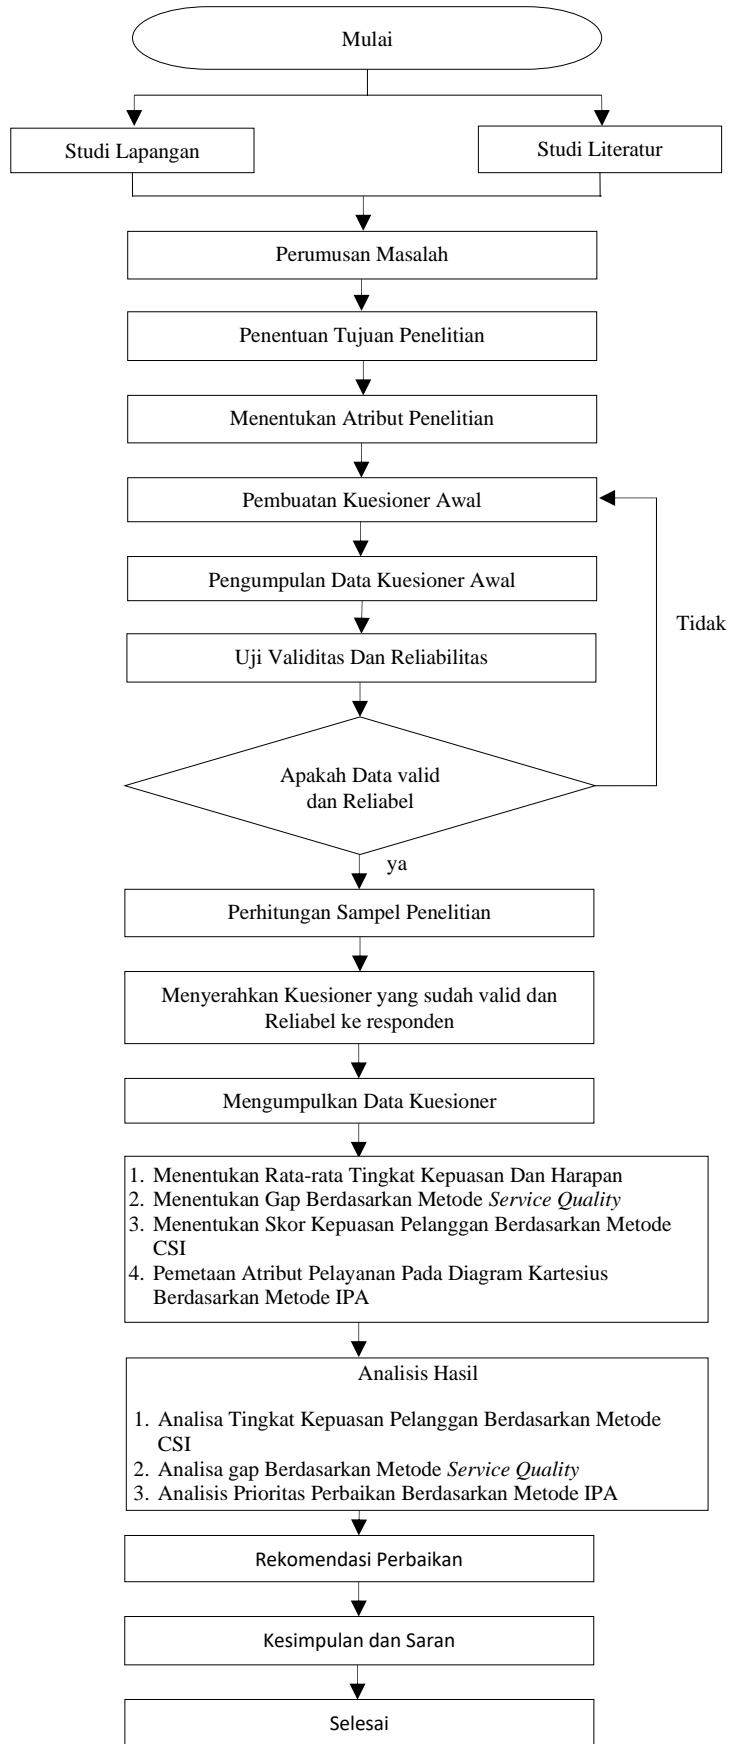 Mulai
Studi Lapangan
Studi Literatur
Perumusan Masalah
Penentuan Tujuan Penelitian
Menentukan Atribut Penelitian
Pembuatan Kuesioner Awal
Pengumpulan Data Kuesioner Awal
Tidak
Uji Validitas Dan Reliabilitas
Apakah Data valid
dan Reliabel
ya
Perhitungan Sampel Penelitian
Menyerahkan Kuesioner yang sudah valid dan
Reliabel ke responden
Mengumpulkan Data Kuesioner
1. Menentukan Rata-rata Tingkat Kepuasan Dan Harapan
2. Menentukan Gap Berdasarkan Metode Service Quality
3. Menentukan Skor Kepuasan Pelanggan Berdasarkan Metode
CSI
4. Pemetaan Atribut Pelayanan Pada Diagram Kartesius
Berdasarkan Metode IPA
Analisis Hasil
1. Analisa Tingkat Kepuasan Pelanggan Berdasarkan Metode
CSI
2. Analisa gap Berdasarkan Metode Service Quality
3. Analisis Prioritas Perbaikan Berdasarkan Metode IPA
Rekomendasi Perbaikan
Kesimpulan dan Saran
Selesai